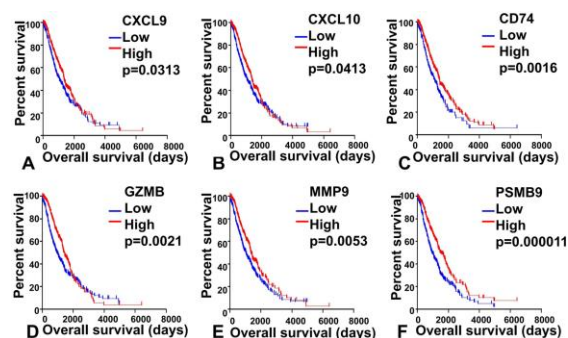 CXCL9
Low
High
p=0.0313
Percent survival
100
80
60
40
20
0 2000 4000 6000 8000
A Overall survival (days)
CXCL10
Low
High
p=0.0413
Percent survival
100
80
60
40
20
0 2000 4000 6000 8000
B Overall survival (days)
CD74
Low
High
p=0.0016
Percent survival
100
80
60
40
20
0 2000 4000 6000 8000
C Overall survival (days)
GZMB
Low
High
p=0.0021
Percent survival
100
80
60
40
20
0 2000 4000 6000 8000
D Overall survival (days)
MMP9
Low
High
p=0.0053
Percent survival
100
80
60
40
20
0 2000 4000 6000 8000
E Overall survival (days)
PSMB9
Low
High
p=0.000011
Percent survival
100
80
60
40
20
0 2000 4000 6000 8000
F Overall survival (days)